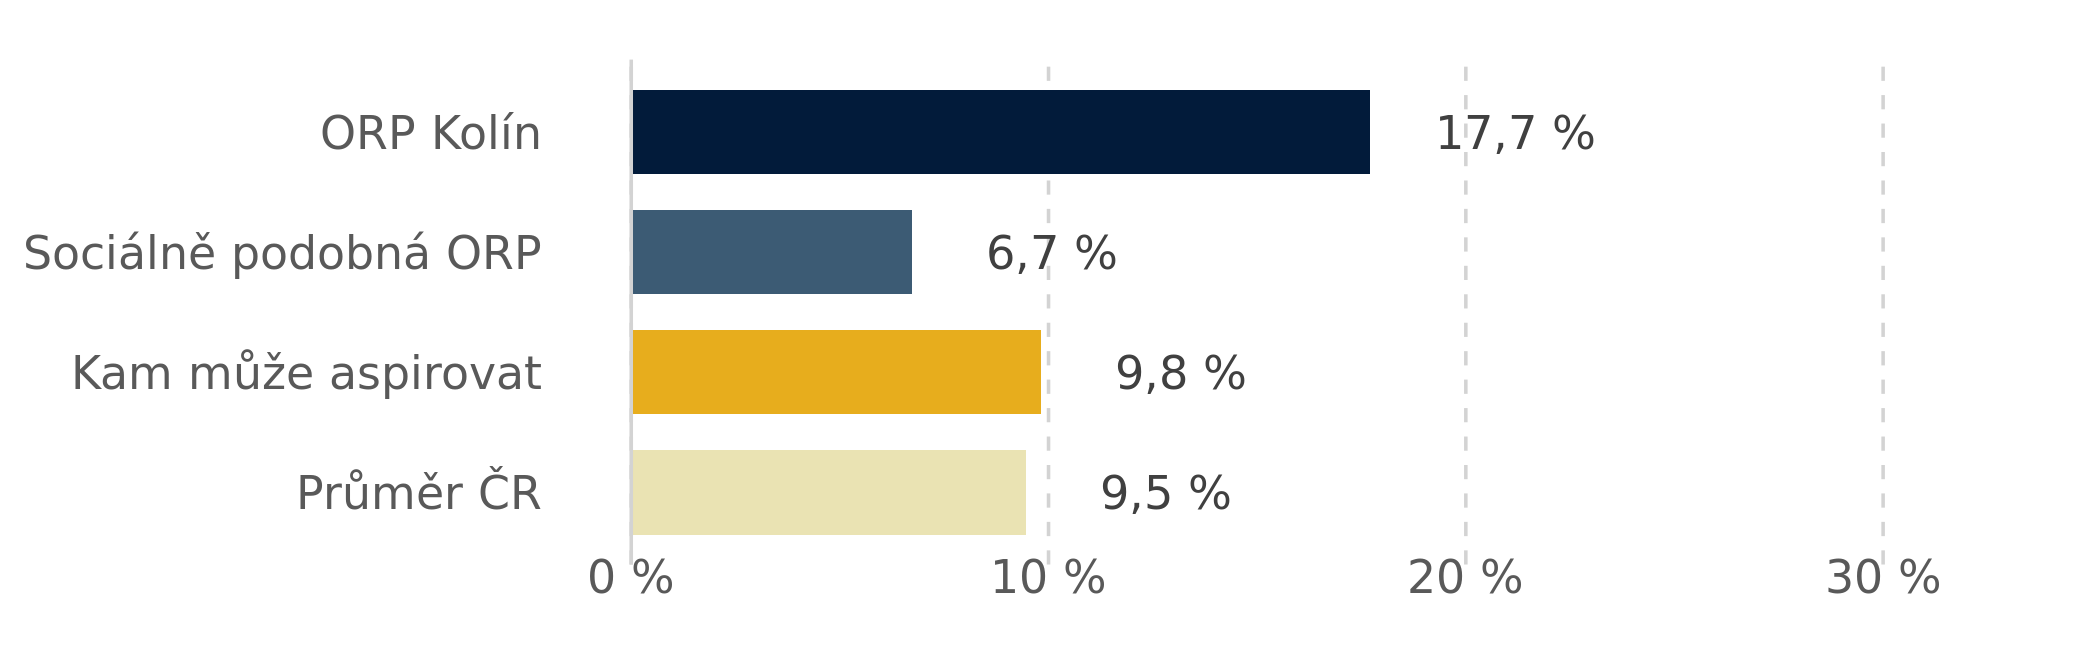 ORP Kolín 17,7 %
Sociálně podobná ORP 6,7 %
Kam může aspirovat 9,8 %
Průměr ČR 9,5 %
0 % 10 % 20 % 30 %